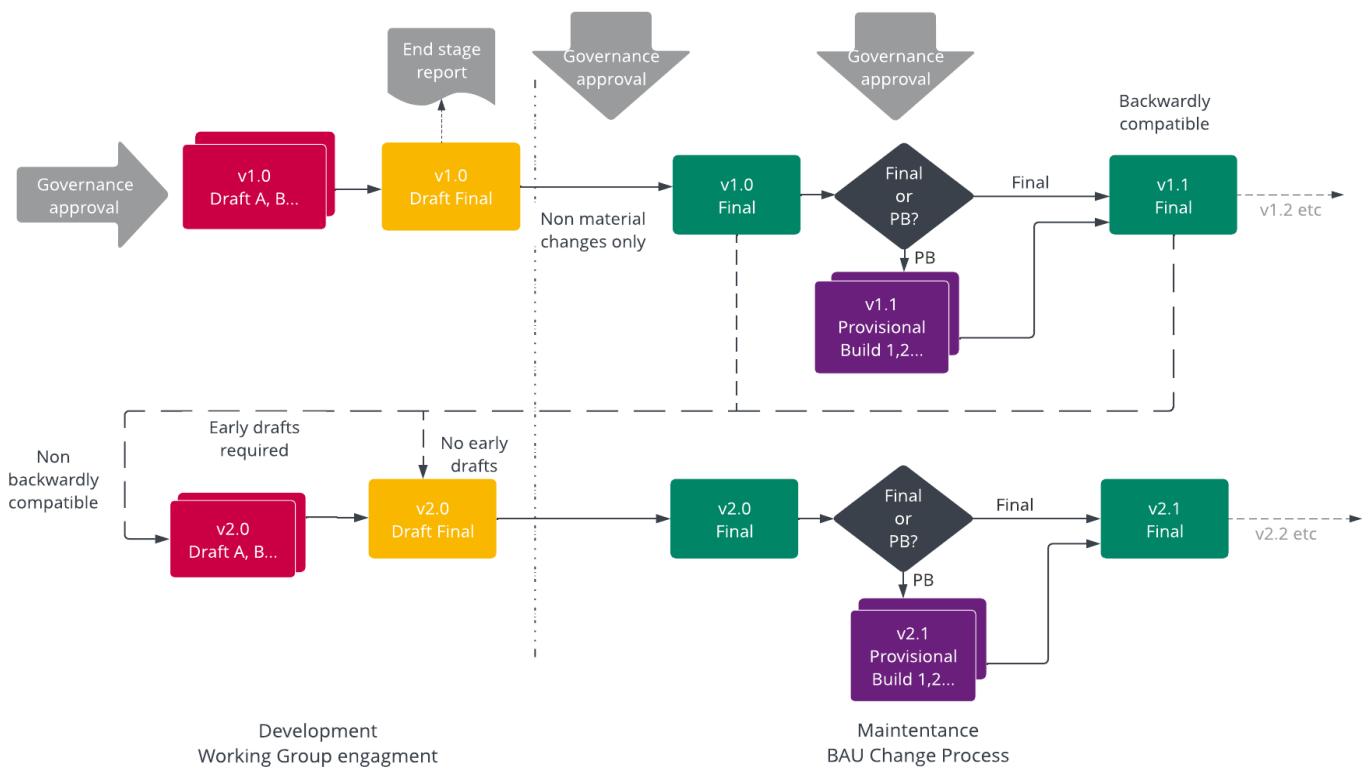 End stage
report
Governance
approval
Governance
approval
Backwardly
compatible
Governance
approval
v1.0
Draft A, B...
v1.0
Draft Final
Non material
changes only
v1.0
Final
Final
or
PB?
Final
v1.1
Final
v1.2 etc
PB
v1.1
Provisional
Build 1,2...
Early drafts
required
No early
drafts
Non
backwardly
compatible
v2.0
Draft A, B...
v2.0
Draft Final
v2.0
Final
Final
or
PB?
Final
v2.1
Final
v2.2 etc
PB
v2.1
Provisional
Build 1,2...
Development
Working Group engagment
Maintentance
BAU Change Process